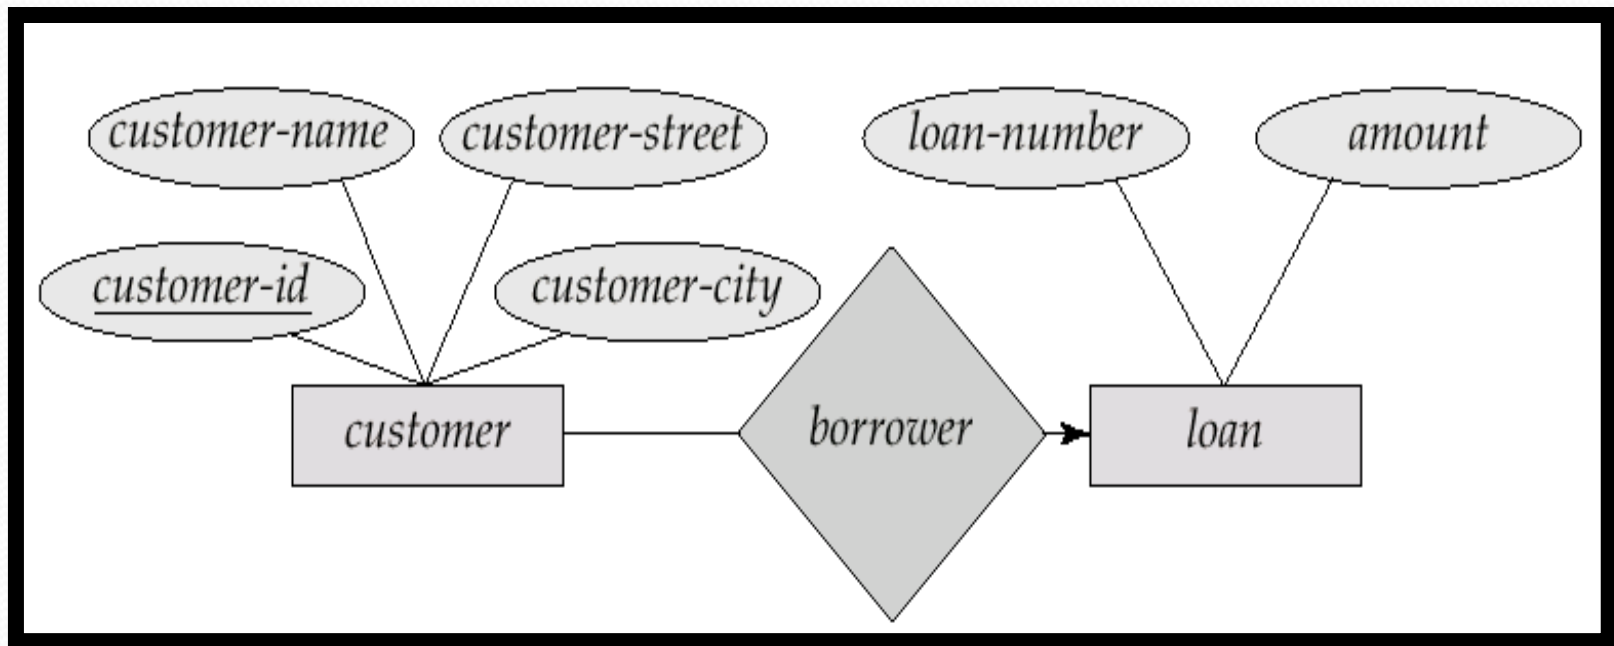 customer-name
customer-street
loan-number
amount
customer-id
customer-city
customer
borrower
loan